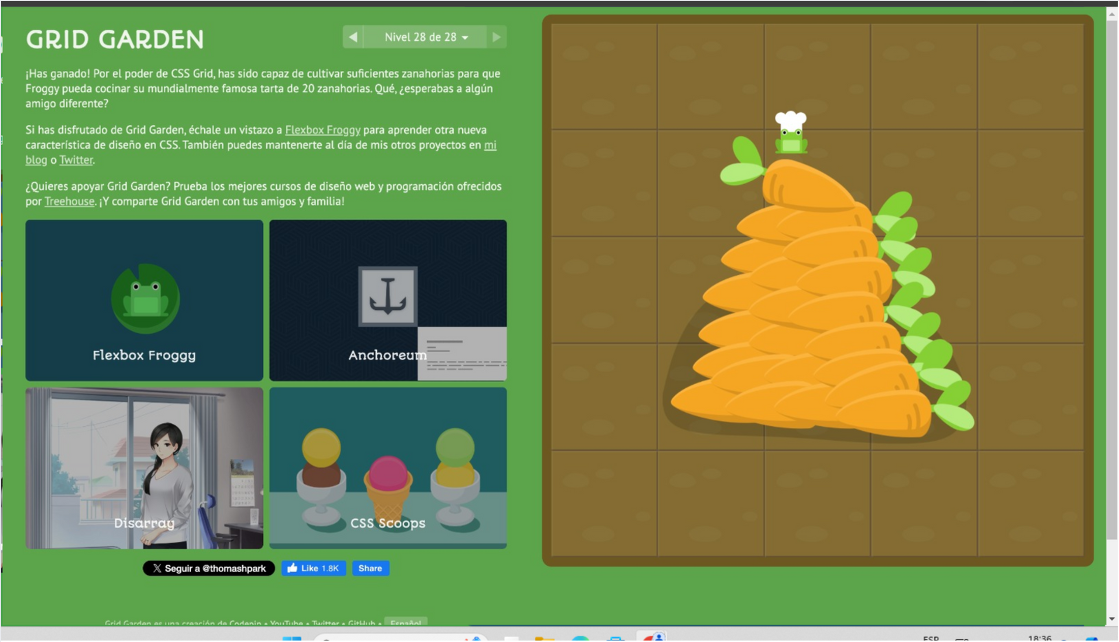 GRID GARDEN
Nivel 28 de 28
¡Has ganado! Por el poder de CSS Grid, has sido capaz de cultivar suficientes zanahorias para que
Froggy pueda cocinar su mundialmente famosa tarta de 20 zanahorias. Qué, ¿esperabas a algún
amigo diferente?
Si has disfrutado de Grid Garden, échale un vistazo a Flexbox Froggy para aprender otra nueva
característica de diseño en CSS. También puedes mantenerte al día de mis otros proyectos en mi
blog o Twitter.
¿Quieres apoyar Grid Garden? Prueba los mejores cursos de diseño web y programación ofrecidos
por Treehouse. ¡Y comparte Grid Garden con tus amigos y familia!
Flexbox Froggy
Anchoreum
Disarray
CSS Scoops
Seguir a @thomashpark
Like 1.8K
Share
Grid Garden es una creación de Codepip • YouTube • Twitter • GitHub • Español
ESP
18:36